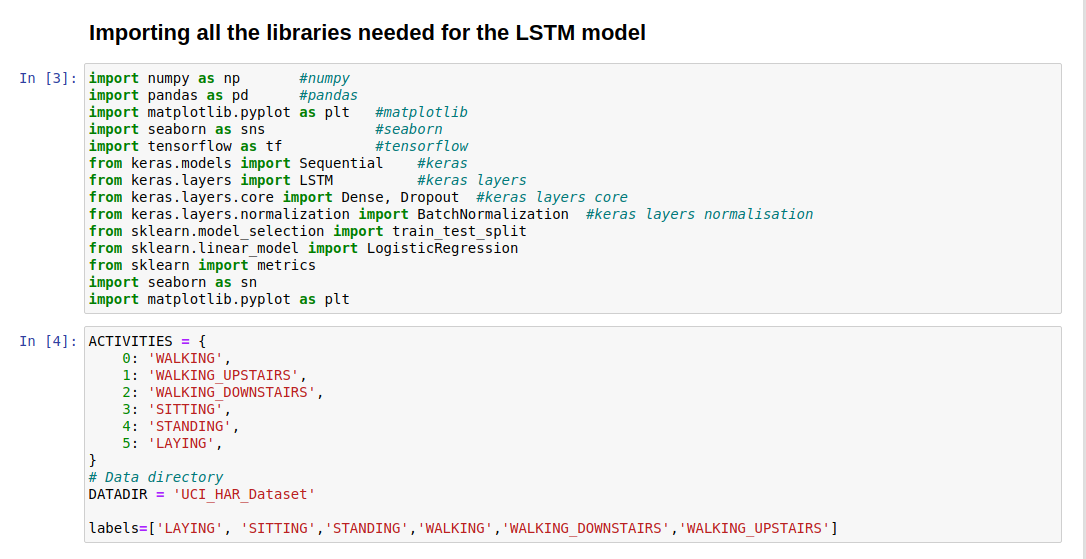 Importing all the libraries needed for the LSTM model
In [3]:
import numpy as np       #numpy
import pandas as pd      #pandas
import matplotlib.pyplot as plt   #matplotlib
import seaborn as sns             #seaborn
import tensorflow as tf           #tensorflow
from keras.models import Sequential    #keras
from keras.layers import LSTM          #keras layers
from keras.layers.core import Dense, Dropout  #keras layers core
from keras.layers.normalization import BatchNormalization  #keras layers normalisation
from sklearn.model_selection import train_test_split
from sklearn.linear_model import LogisticRegression
from sklearn import metrics
import seaborn as sn
import matplotlib.pyplot as plt
In [4]:
ACTIVITIES = {
    0: 'WALKING',
    1: 'WALKING_UPSTAIRS',
    2: 'WALKING_DOWNSTAIRS',
    3: 'SITTING',
    4: 'STANDING',
    5: 'LAYING',
}
# Data directory
DATADIR = 'UCI_HAR_Dataset'
labels=['LAYING', 'SITTING','STANDING','WALKING','WALKING_DOWNSTAIRS','WALKING_UPSTAIRS']